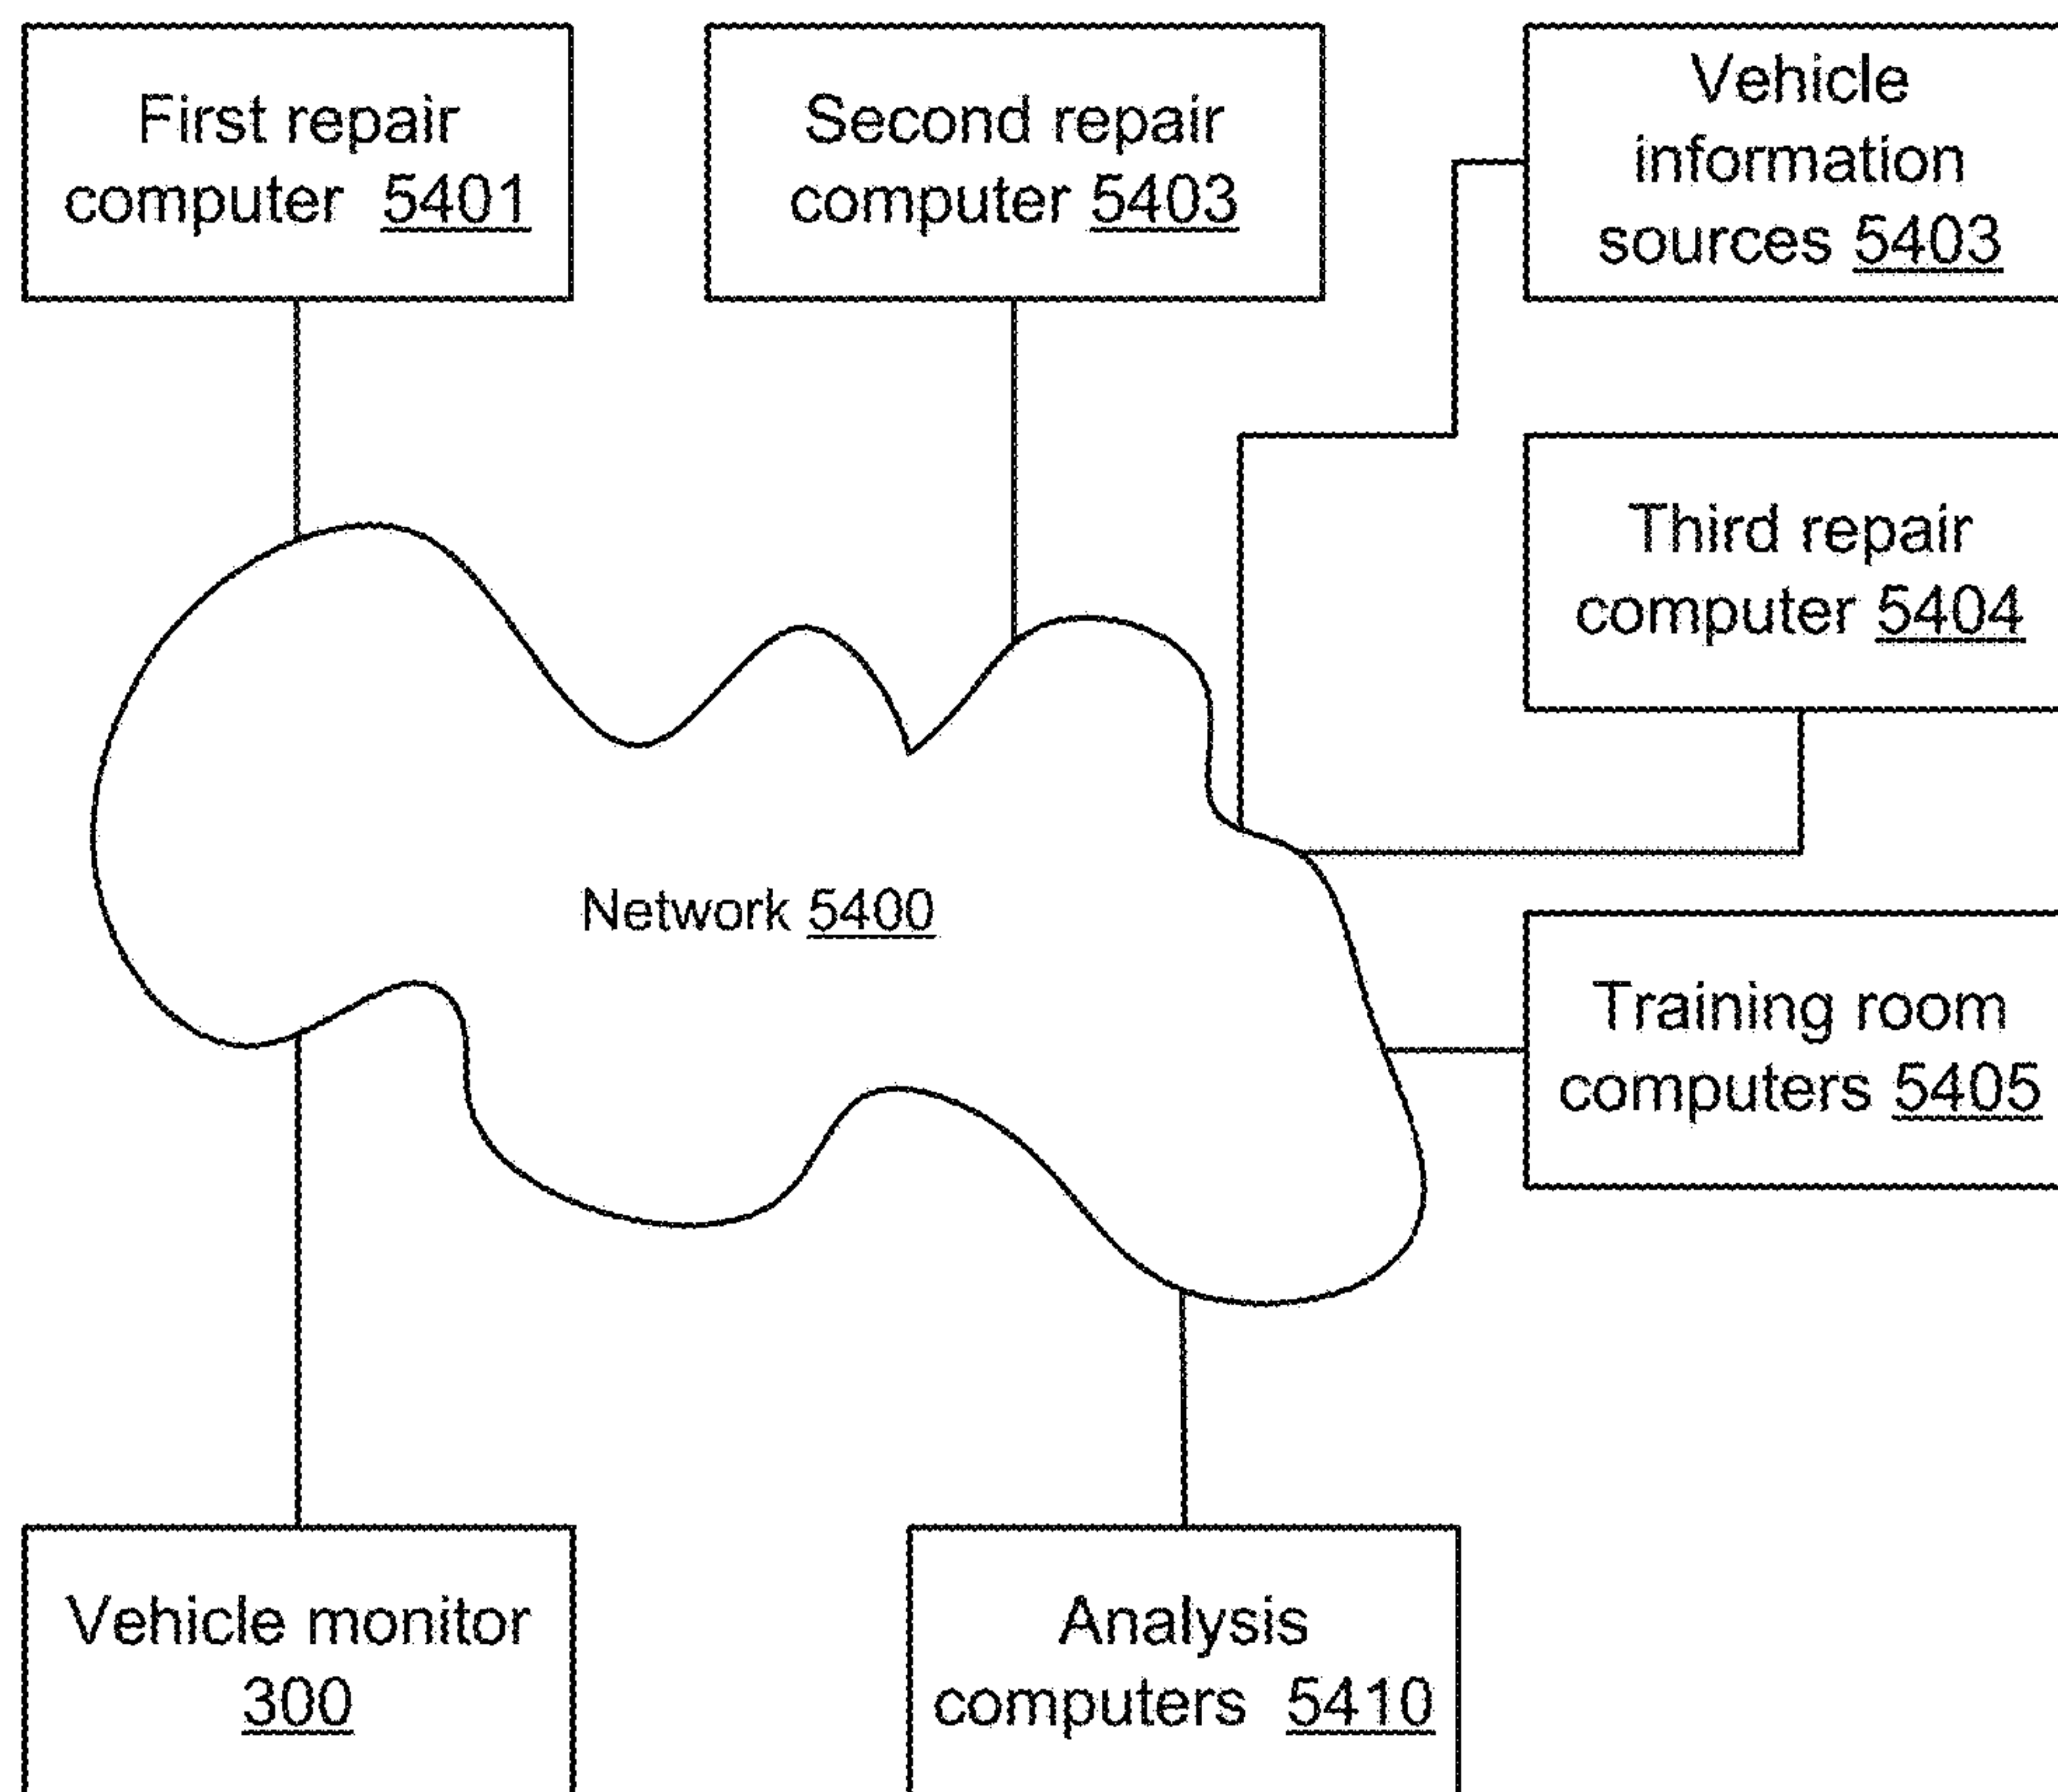 First repair
computer 5401
Second repair
computer 5403
Vehicle
information
sources 5403
Third repair
computer 5404
Network 5400
Training room
computers 5405
Vehicle monitor
300
Analysis
computers 5410